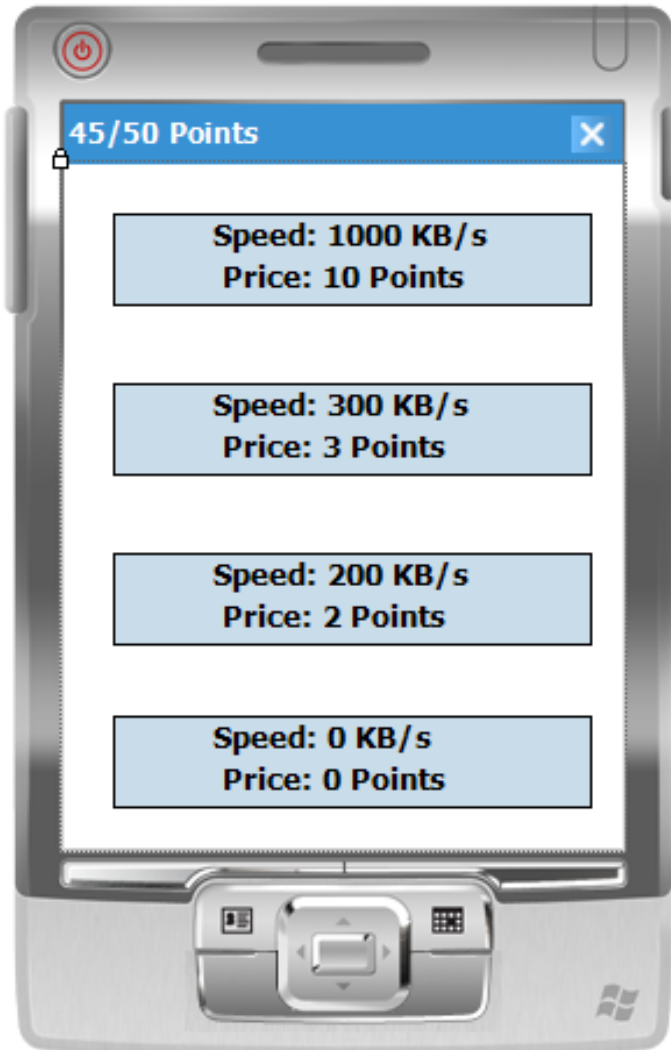 45/50 Points
Speed: 1000 KB/s
Price: 10 Points
Speed: 300 KB/s
Price: 3 Points
Speed: 200 KB/s
Price: 2 Points
Speed: 0 KB/s
Price: 0 Points